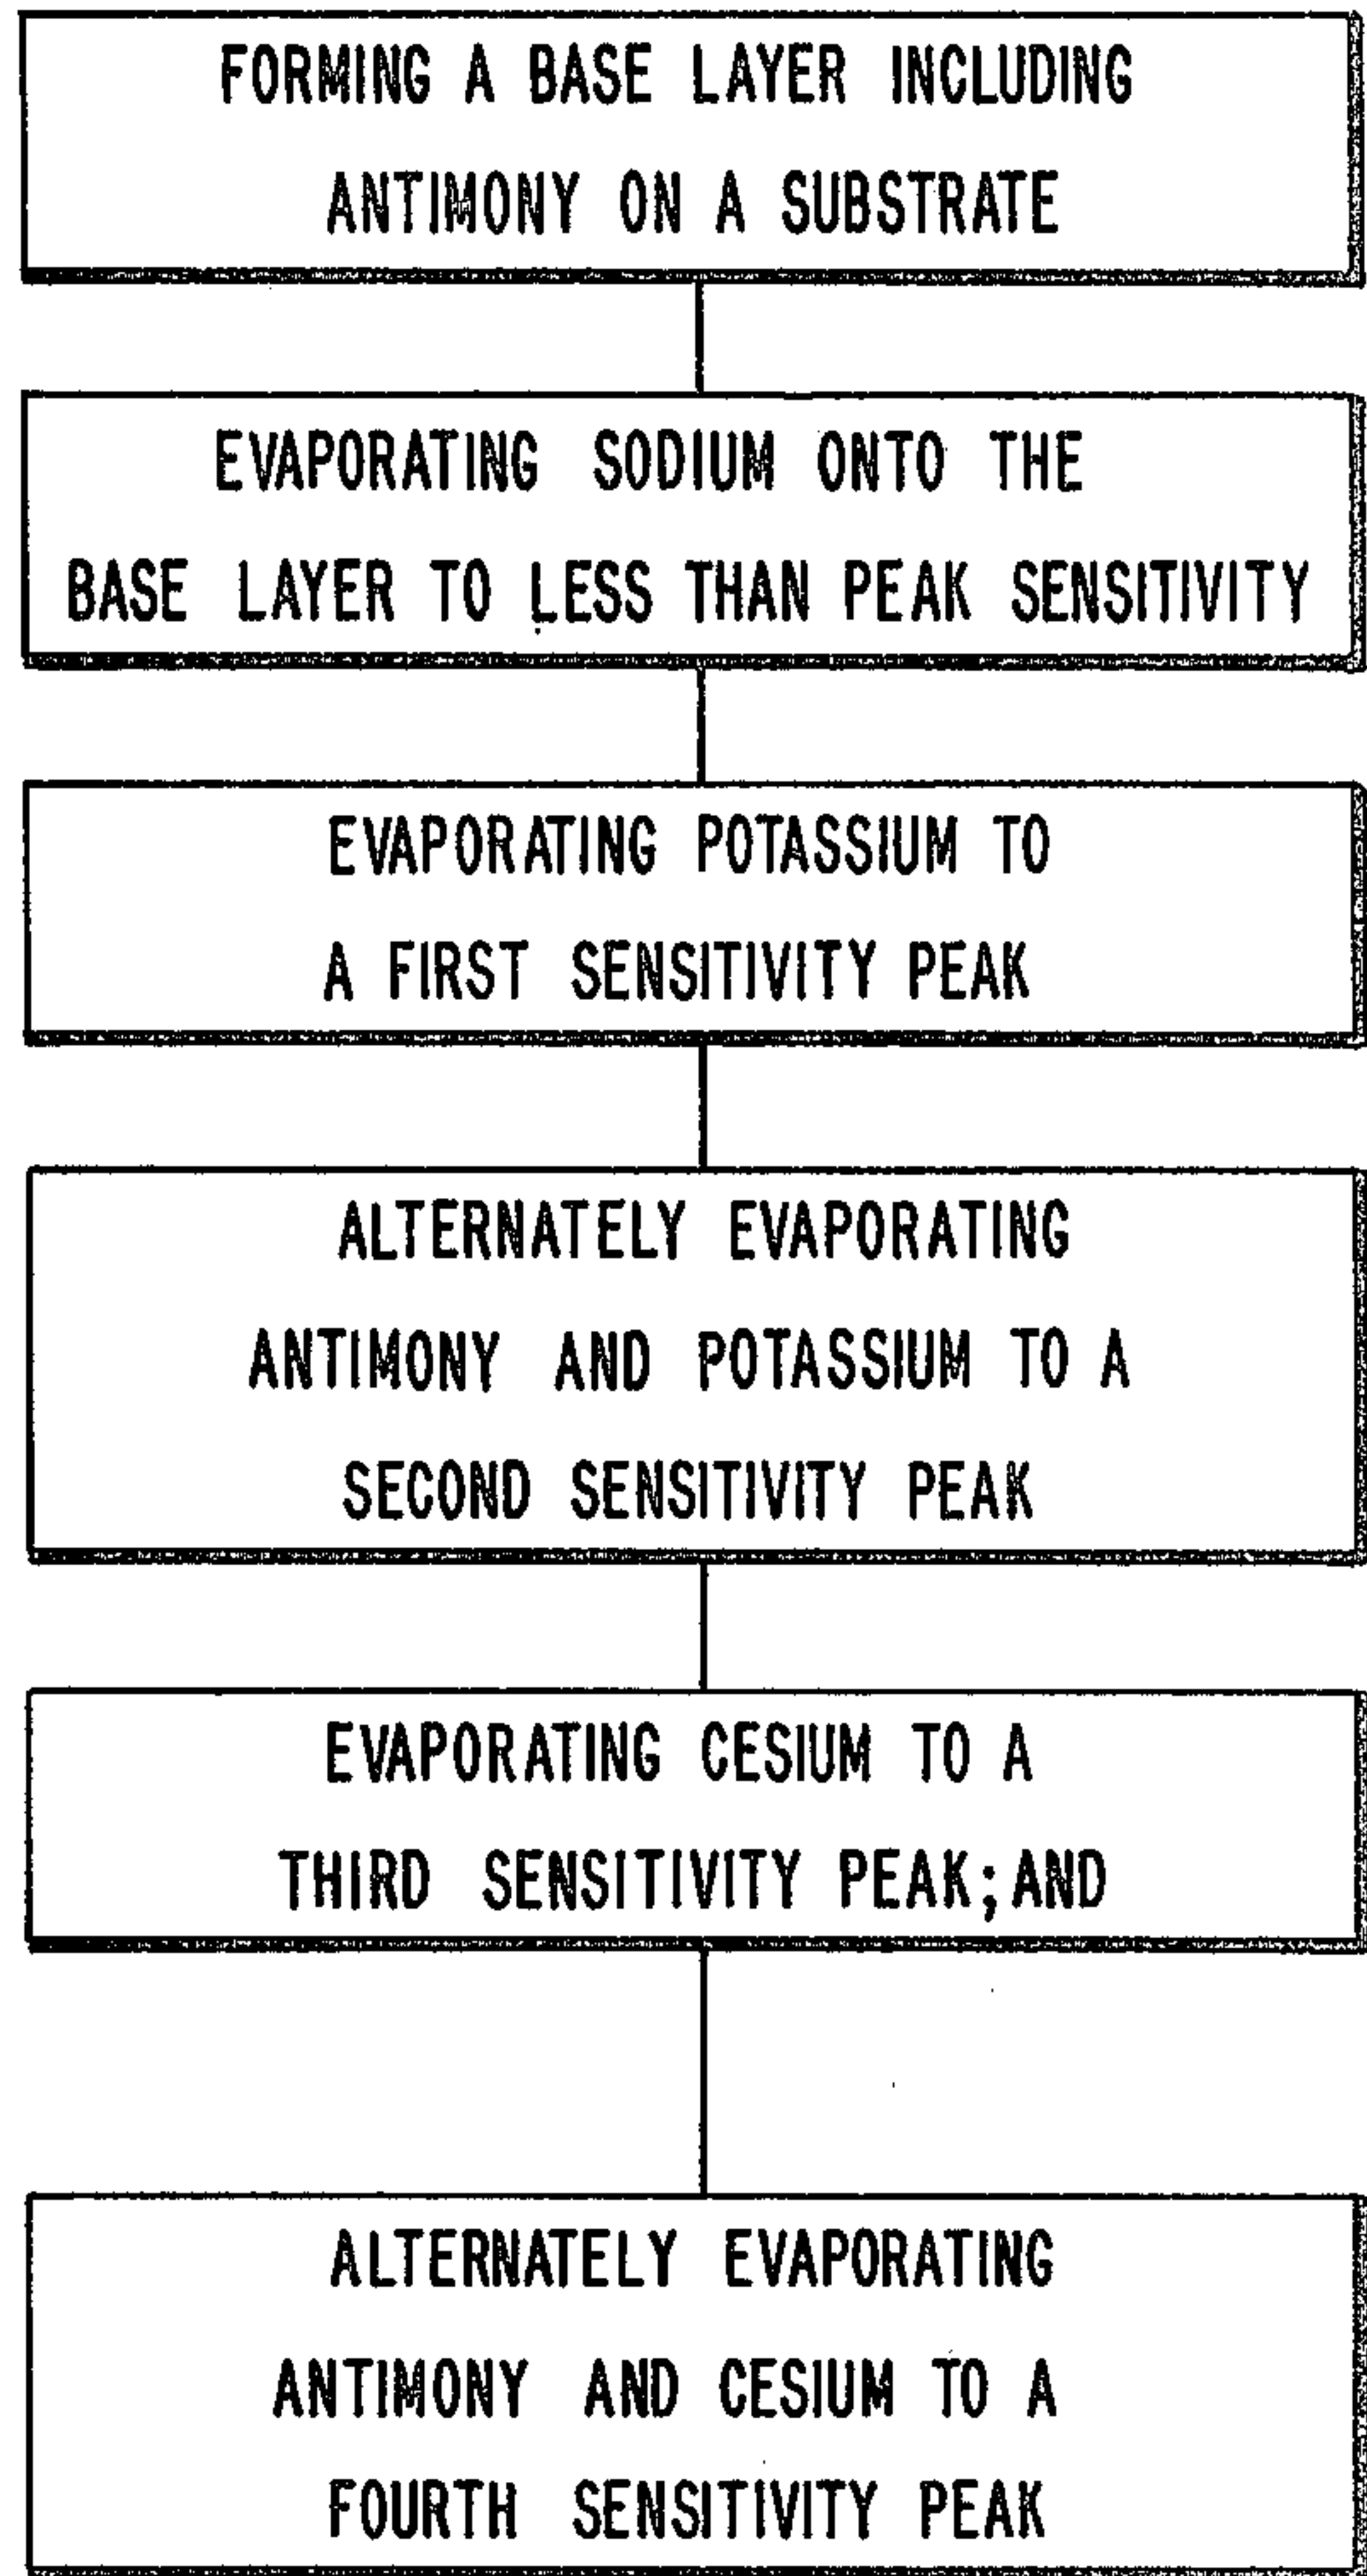 FORMING A BASE LAYER INCLUDING
ANTIMONY ON A SUBSTRATE
EVAPORATING SODIUM ONTO THE
BASE LAYER TO LESS THAN PEAK SENSITIVITY
EVAPORATING POTASSIUM TO
A FIRST SENSITIVITY PEAK
ALTERNATELY EVAPORATING
ANTIMONY AND POTASSIUM TO A
SECOND SENSITIVITY PEAK
EVAPORATING CESIUM TO A
THIRD SENSITIVITY PEAK; AND
ALTERNATELY EVAPORATING
ANTIMONY AND CESIUM TO A
FOURTH SENSITIVITY PEAK